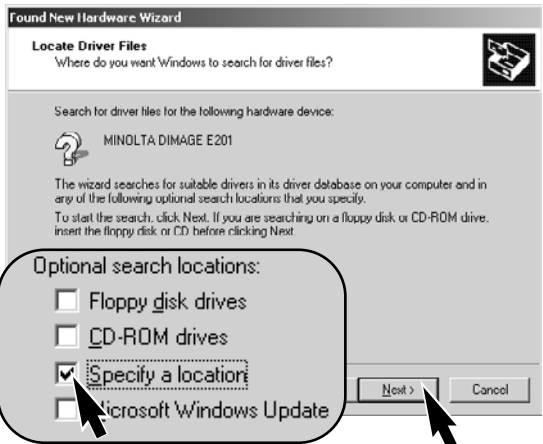 Found New Hardware Wizard
Locate Driver Files
Where do you want Windows to search for driver files?
Search for driver files for the following hardware device:
MINOLTA DIMAGE E201
The wizard searches for suitable drivers in its driver database on your computer and in
any of the following optional search locations that you specify.
To start the search, click Next. If you are searching on a floppy disk or CD-ROM drive,
insert the floppy disk or CD before clicking Next.
Optional search locations:
Floppy disk drives
CD-ROM drives
Specify a location
Microsoft Windows Update
Next >
Cancel